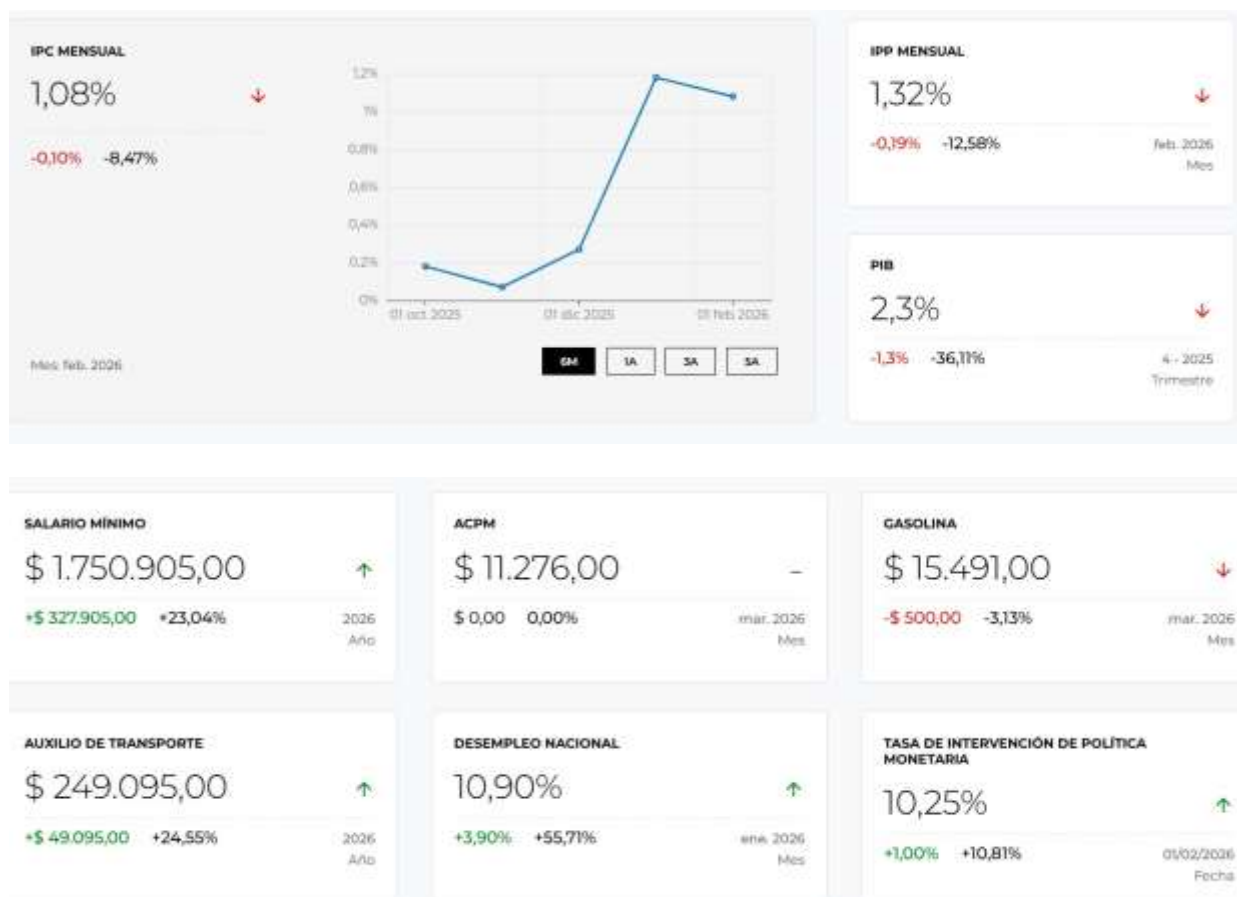 IPC MENSUAL
1,08%
-0,10% -8,47%
1,2%
1%
0,8%
0,6%
0,4%
0,2%
0%
01 oct. 2025 01 dic. 2025 01 feb. 2026
Mes: feb. 2026
6M 1A 3A 5A
IPP MENSUAL
1,32%
-0,19% -12,58%
feb. 2026
Mes
PIB
2,3%
-1,3% -36,11%
4 - 2025
Trimestre
SALARIO MÍNIMO
$ 1.750.905,00
+$ 327.905,00 +23,04%
2026
Año
ACPM
$ 11.276,00
$ 0,00 0,00%
mar. 2026
Mes
GASOLINA
$ 15.491,00
-$ 500,00 -3,13%
mar. 2026
Mes
AUXILIO DE TRANSPORTE
$ 249.095,00
+$ 49.095,00 +24,55%
2026
Año
DESEMPLEO NACIONAL
10,90%
+3,90% +55,71%
ene. 2026
Mes
TASA DE INTERVENCIÓN DE POLÍTICA
MONETARIA
10,25%
+1,00% +10,81%
01/02/2026
Fecha